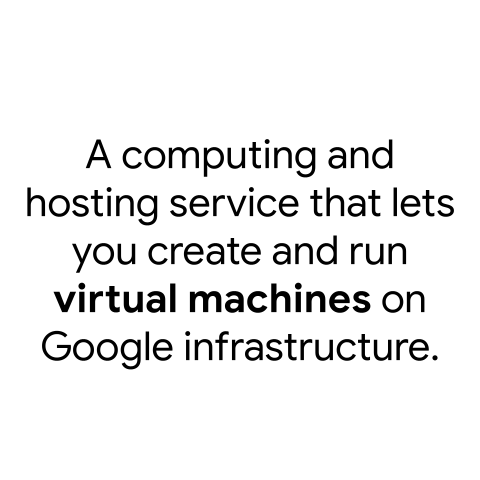 A computing and
hosting service that lets
you create and run
virtual machines on
Google infrastructure.